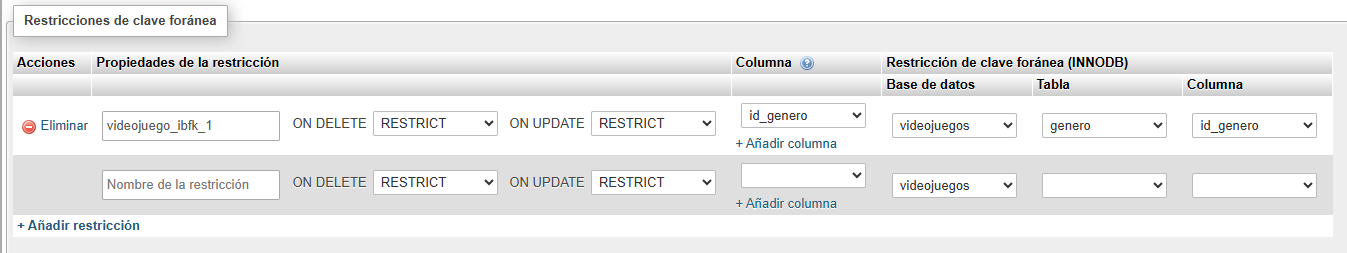 Restricciones de clave foránea
Acciones Propiedades de la restricción Columna Restricción de clave foránea (INNODB)
Base de datos Tabla Columna
Eliminar videojuego_ibfk_1 ON DELETE RESTRICT ON UPDATE RESTRICT id_genero videojuegos genero id_genero
+ Añadir columna
Nombre de la restricción ON DELETE RESTRICT ON UPDATE RESTRICT videojuegos
+ Añadir columna
+ Añadir restricción